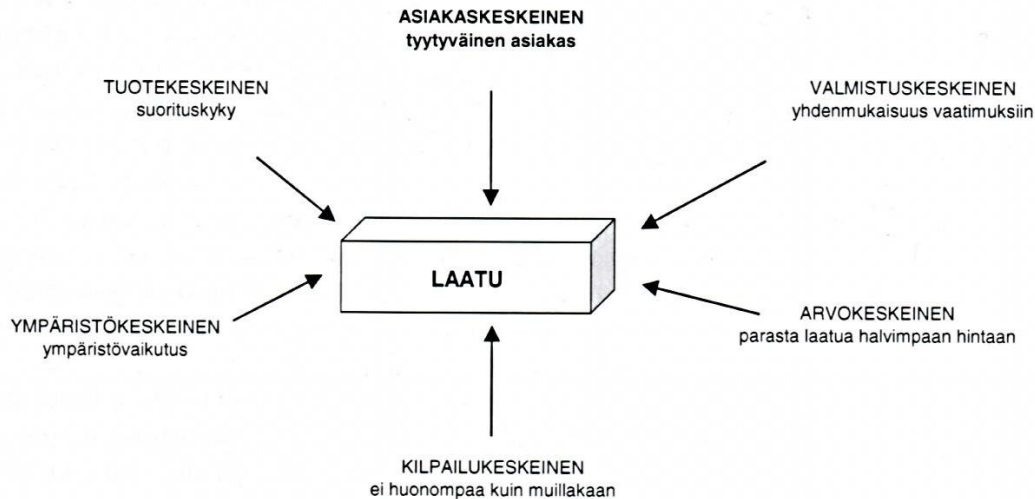 ASIAKASKESKEINEN
tyytyväinen asiakas
TUOTEKESKEINEN
suorituskyky
VALMISTUSKESKEINEN
yhdenmukaisuus vaatimuksiin
LAATU
YMPÄRISTÖKESKEINEN
ympäristövaikutus
ARVOKESKEINEN
parasta laatua halvimpaan hintaan
KILPAILUKESKEINEN
ei huonompaa kuin muillakaan